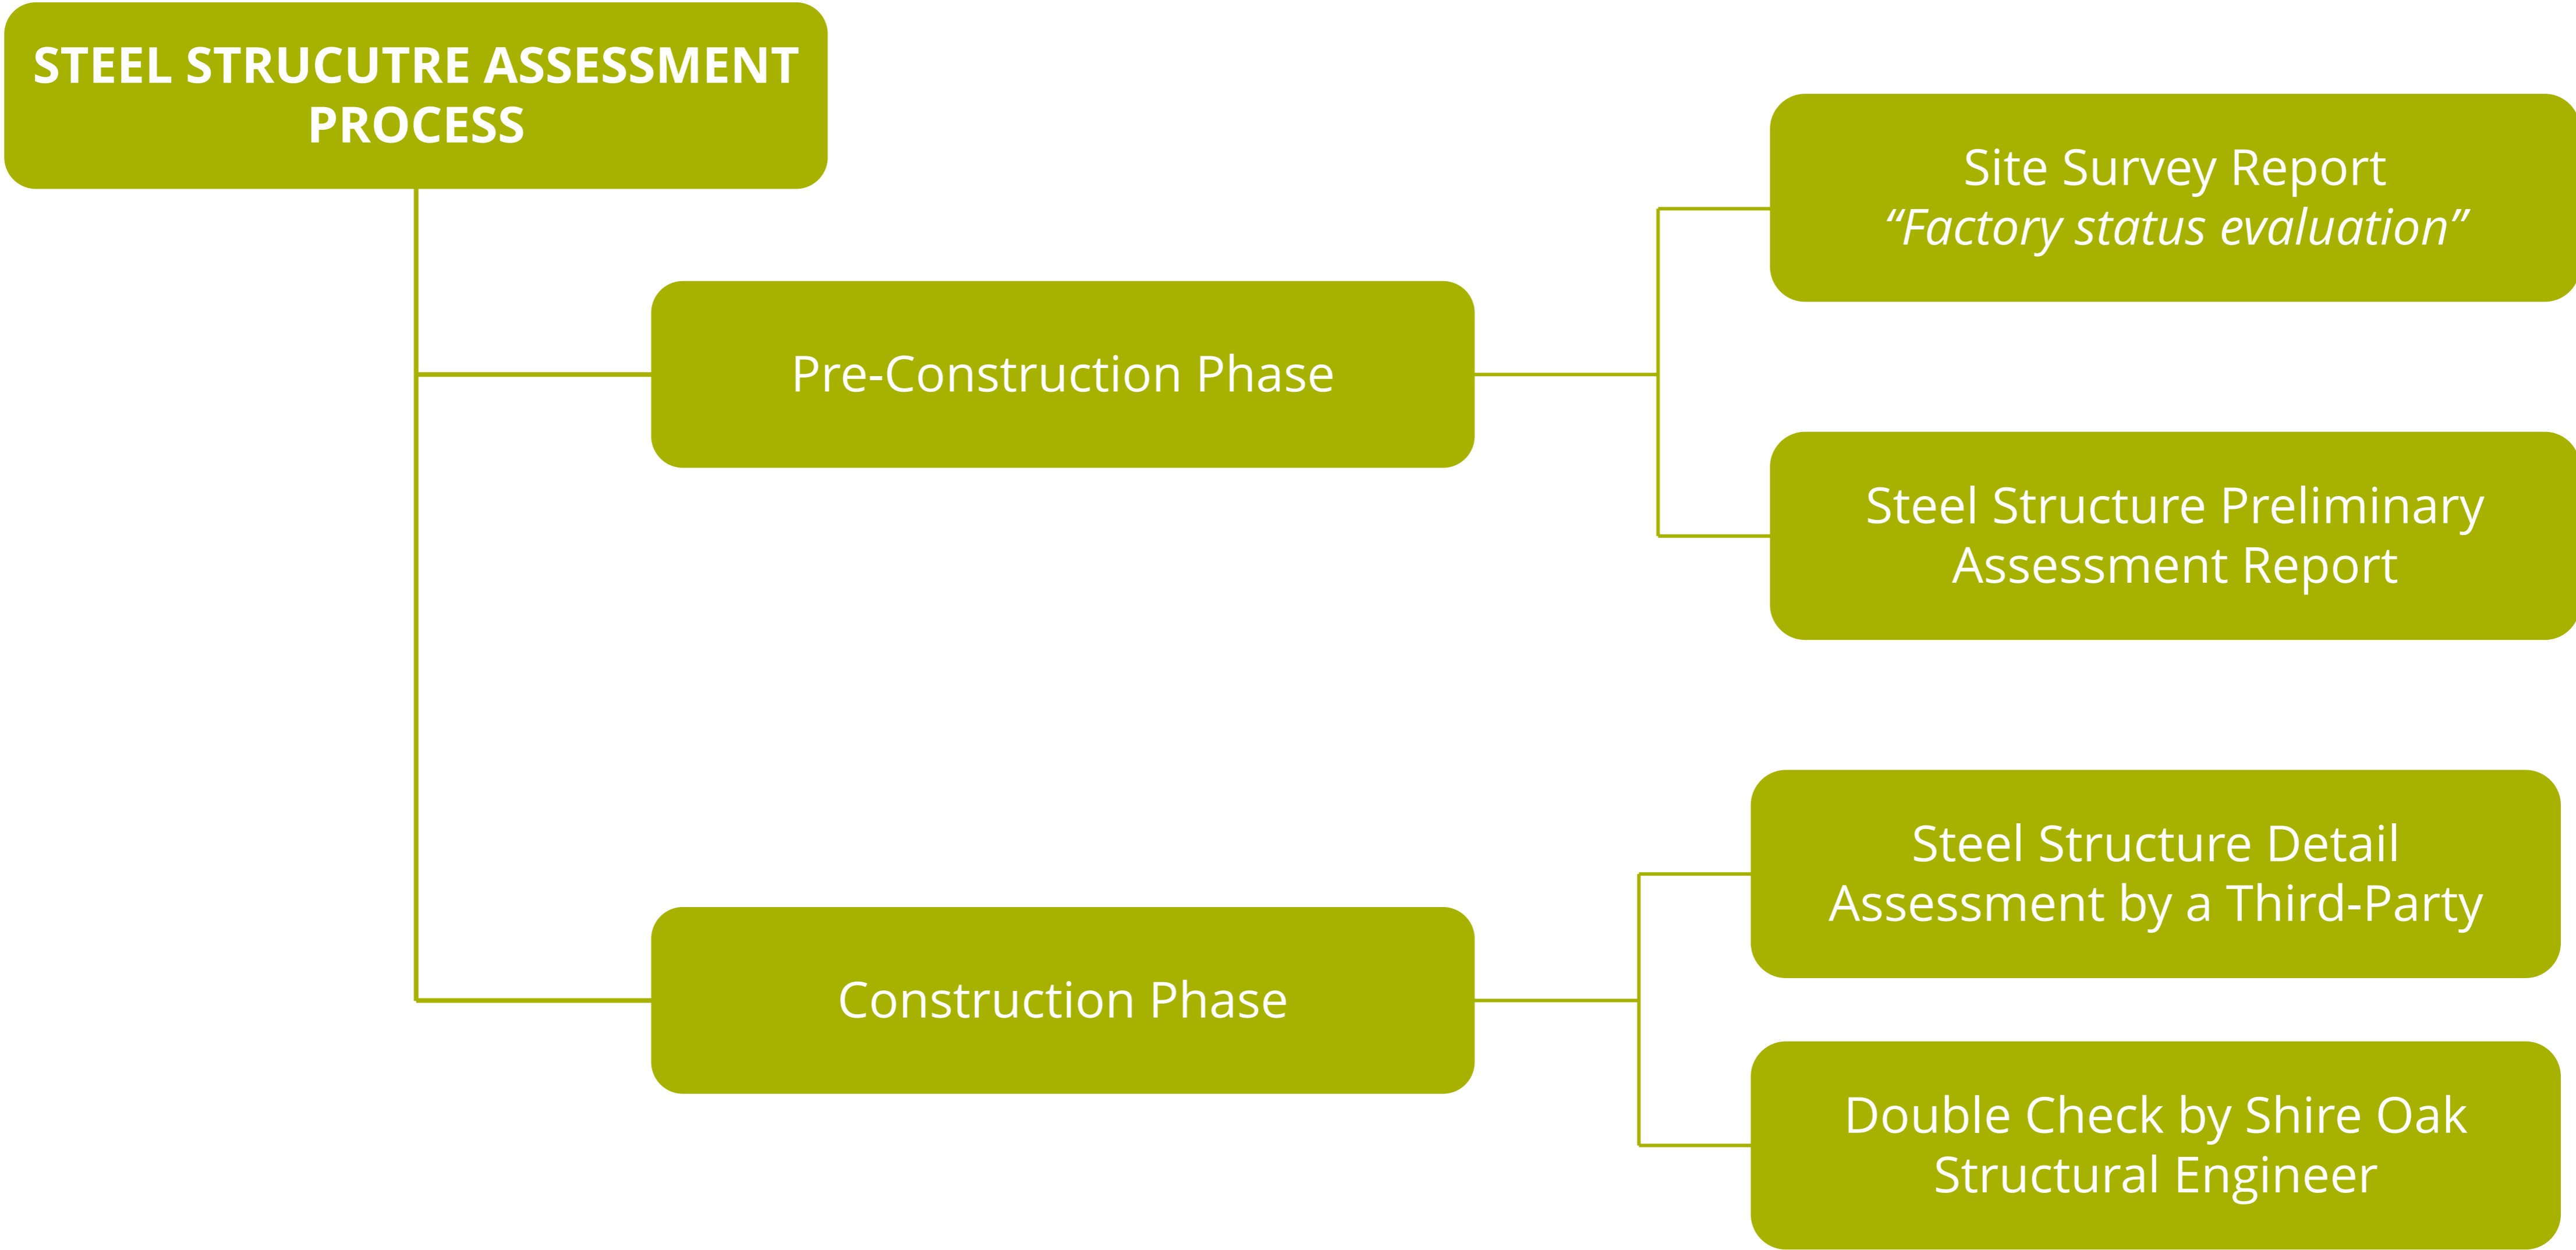 STEEL STRUCUTRE ASSESSMENT
PROCESS
Site Survey Report
“Factory status evaluation”
Pre-Construction Phase
Steel Structure Preliminary
Assessment Report
Steel Structure Detail
Assessment by a Third-Party
Construction Phase
Double Check by Shire Oak
Structural Engineer